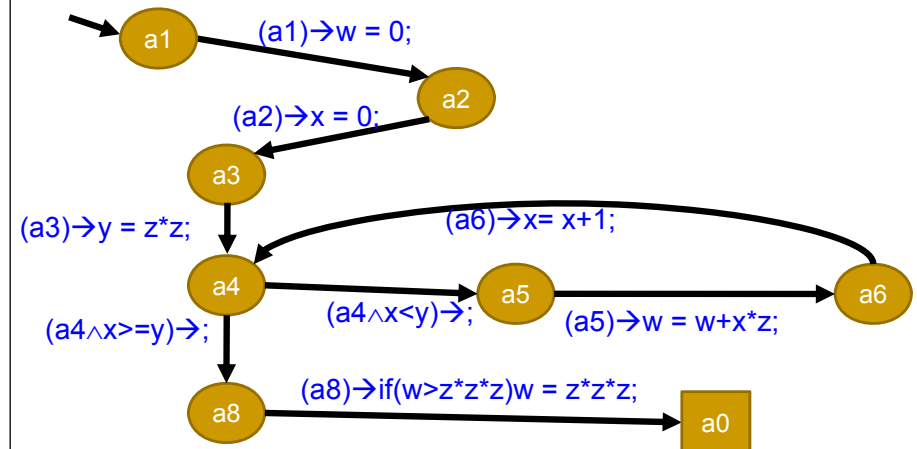 a1
(a1)→w = 0;
a2
(a2)→x = 0;
a3
(a3)→y = z*z;
(a6)→x= x+1;
a4
a5
a6
(a4∧x<y)→;
(a5)→w = w+x*z;
(a4∧x>=y)→;
(a8)→if(w>z*z*z)w = z*z*z;
a8
a0